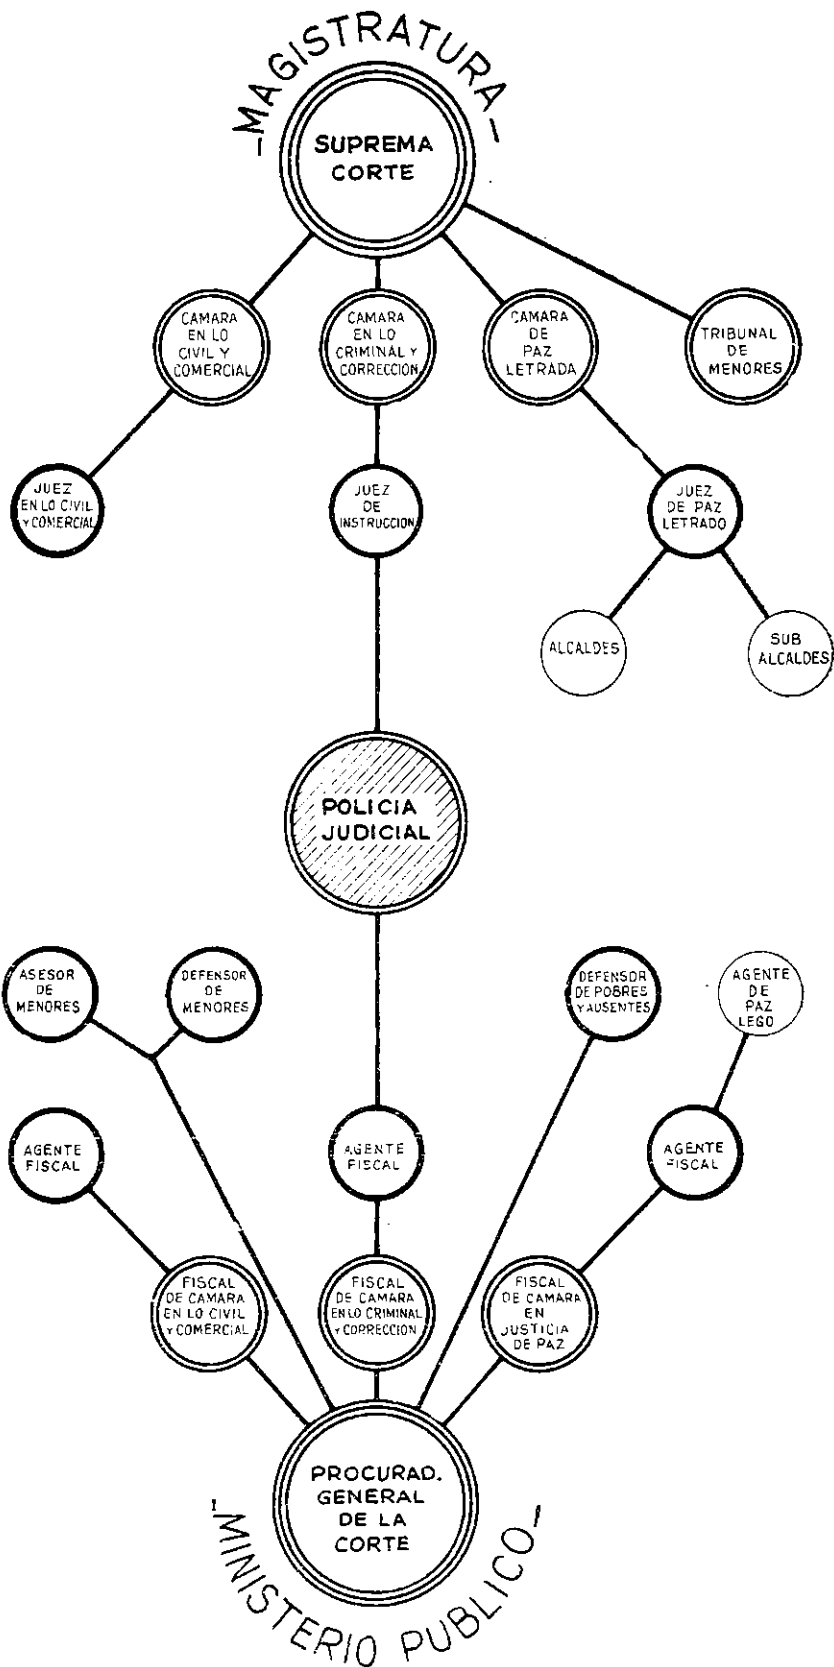 -MAGISTRATURA-
SUPREMA
CORTE
CAMARA
EN LO
CIVIL Y
COMERCIAL
CAMARA
EN LO
CRIMINAL Y
CORRECCION
CAMARA
DE
PAZ
LETRADA
TRIBUNAL
DE
MENORES
JUEZ
EN LO CIVIL
Y COMERCIAL
JUEZ
DE
INSTRUCCION
JUEZ
DE PAZ
LETRADO
ALCALDES
SUB
ALCALDES
POLICIA
JUDICIAL
ASESOR
DE
MENORES
DEFENSOR
DE
MENORES
DEFENSOR
DE POBRES
Y AUSENTES
AGENTE
DE
PAZ
LEGO
AGENTE
FISCAL
AGENTE
FISCAL
AGENTE
FISCAL
FISCAL
DE CAMARA
EN LO CIVIL
Y COMERCIAL
FISCAL
DE CAMARA
EN LO CRIMINAL
Y CORRECCION
FISCAL
DE CAMARA
EN
JUSTICIA
DE PAZ
PROCURAD.
GENERAL
DE LA
CORTE
-MINISTERIO PUBLICO-